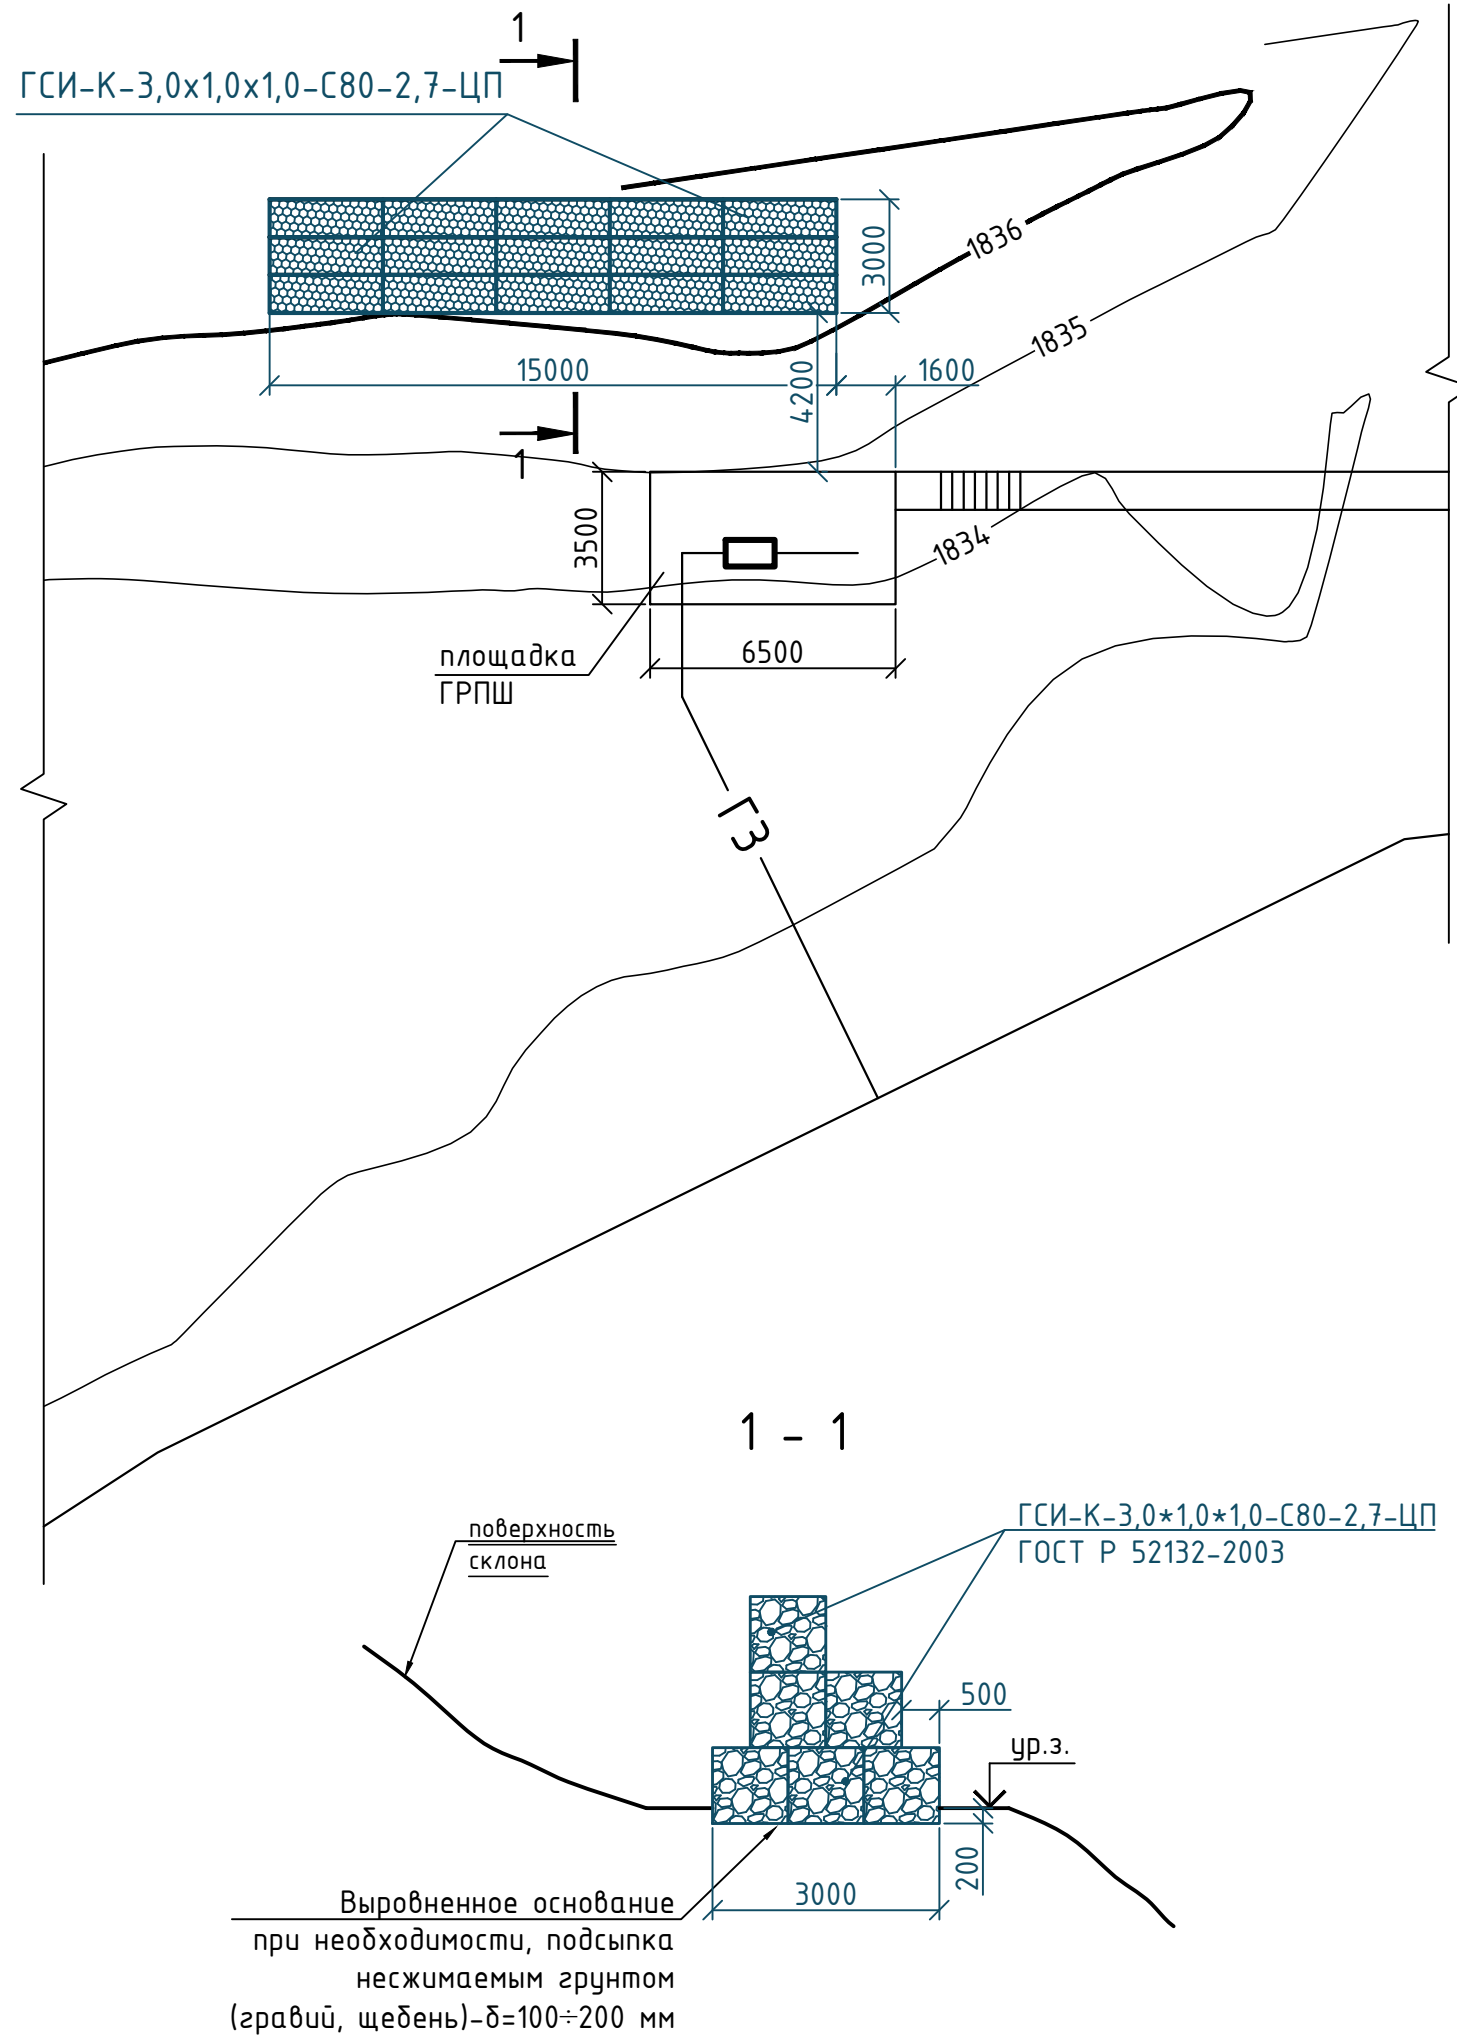 1
ГСИ-К-3,0х1,0х1,0-С80-2,7-ЦП
3000
1836
1835
15000
1600
4200
1
3500
1834
площадка
ГРПШ
6500
Г3
1 - 1
поверхность
склона
ГСИ-К-3,0*1,0*1,0-С80-2,7-ЦП
ГОСТ Р 52132-2003
500
ур.з.
200
3000
Выровненное основание
при необходимости, подсыпка
несжимаемым грунтом
(гравий, щебень)-δ=100÷200 мм